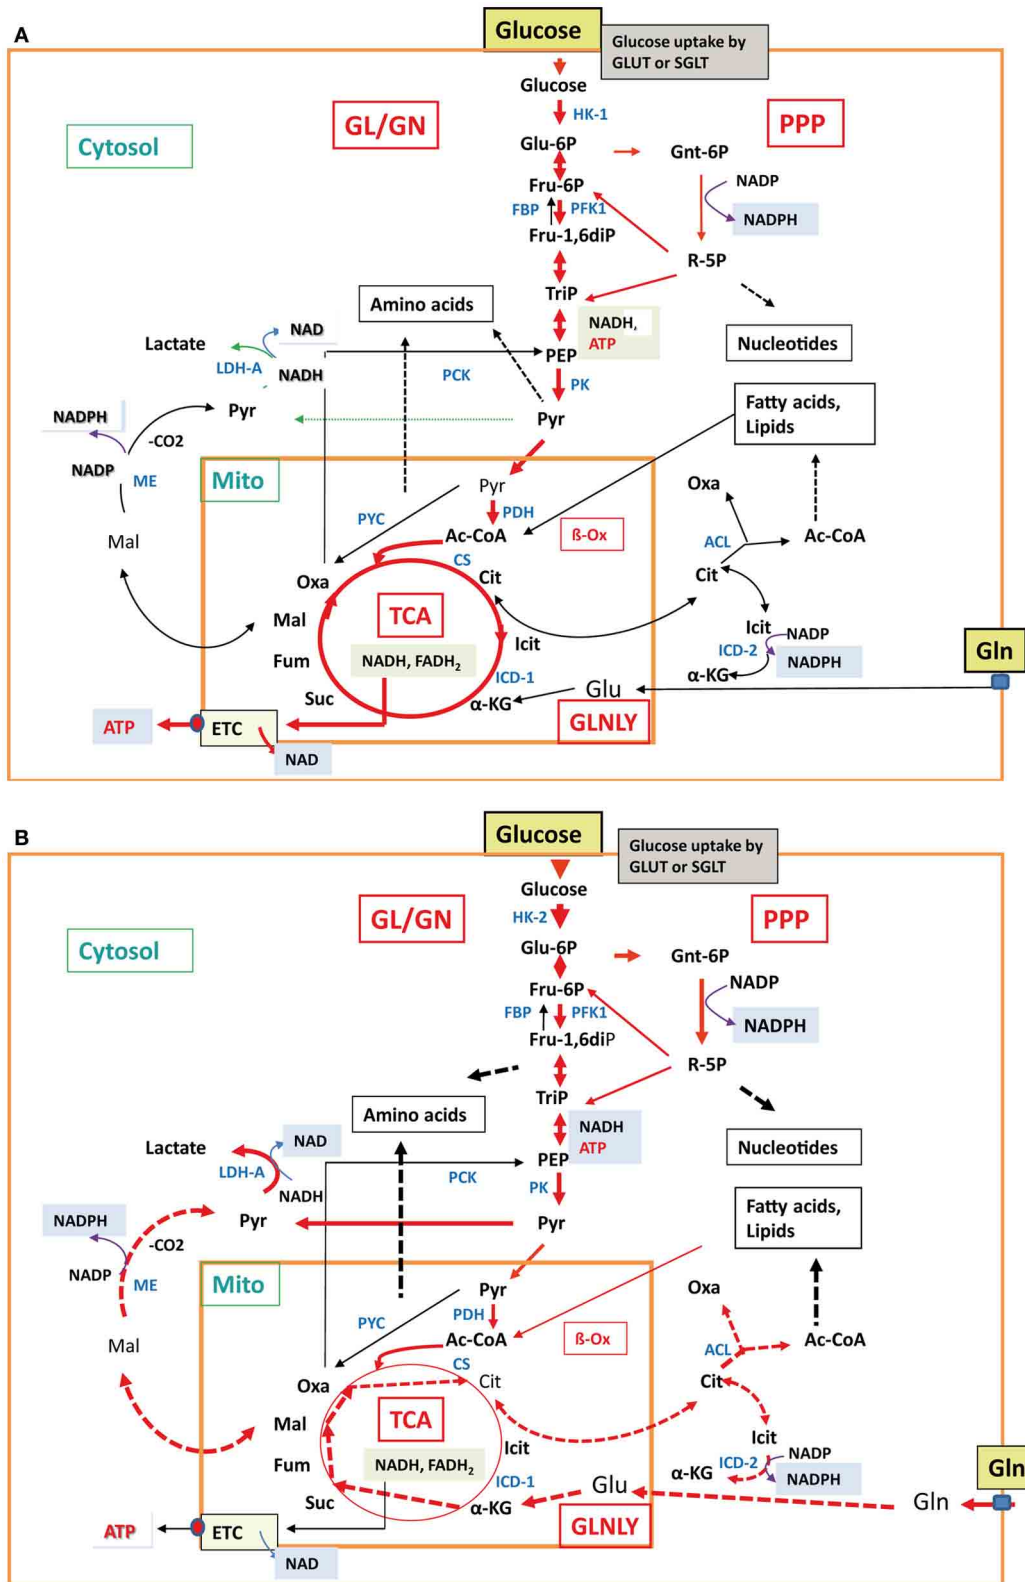 A
Glucose
Glucose uptake by
GLUT or SGLT
Glucose
GL/GN
HK-1
PPP
Cytosol
Glu-6P
Gnt-6P
NADP
Fru-6P
FBP
PFK1
NADPH
Fru-1,6diP
R-5P
TriP
Amino acids
NADH,
ATP
NAD
Nucleotides
Lactate
PEP
LDH-A
NADH
PCK
PK
Fatty acids,
Lipids
NADPH
Pyr
Pyr
-CO2
NADP
ME
Mito
Pyr
Oxa
PYC
PDH
Ac-CoA
ß-Ox
ACL
Ac-CoA
Mal
CS
Cit
Cit
Oxa
Mal
TCA
Icit
Icit
NADP
ICD-2
NADPH
Gln
Fum
NADH, FADH2
ICD-1
α-KG
Suc
α-KG
Glu
GLNLY
ATP
ETC
NAD
B
Glucose
Glucose uptake by
GLUT or SGLT
Glucose
GL/GN
HK-2
PPP
Cytosol
Glu-6P
Gnt-6P
NADP
Fru-6P
FBP
PFK1
NADPH
Fru-1,6diP
R-5P
TriP
Amino acids
NADH
ATP
NAD
Nucleotides
Lactate
PEP
LDH-A
PCK
PK
NADH
Fatty acids,
Lipids
NADPH
Pyr
Pyr
-CO2
NADP
ME
Mito
Pyr
Oxa
PYC
PDH
Ac-CoA
ß-Ox
ACL
Ac-CoA
Mal
CS
Cit
Cit
Oxa
Mal
TCA
Icit
Icit
NADP
ICD-2
NADPH
Gln
Fum
NADH, FADH2
ICD-1
α-KG
Suc
α-KG
Glu
Gln
GLNLY
ATP
ETC
NAD